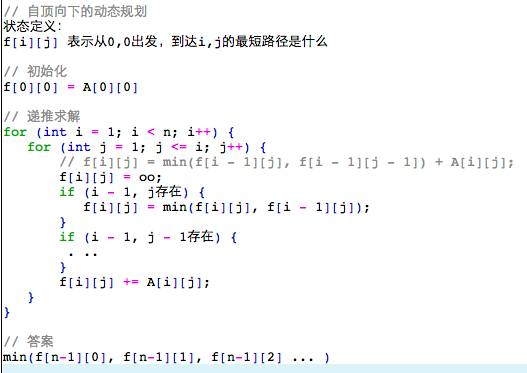 // 自顶向下的动态规划
状态定义:
f[i][j] 表示从0,0出发，到达i,j的最短路径是什么
// 初始化
f[0][0] = A[0][0]
// 递推求解
for (int i = 1; i < n; i++) {
for (int j = 1; j <= i; j++) {
// f[i][j] = min(f[i - 1][j], f[i - 1][j - 1]) + A[i][j];
f[i][j] = oo;
if (i - 1, j存在) {
f[i][j] = min(f[i][j], f[i - 1][j]);
}
if (i - 1, j - 1存在) {
. ..
}
f[i][j] += A[i][j];
}
}
// 答案
min(f[n-1][0], f[n-1][1], f[n-1][2] ... )